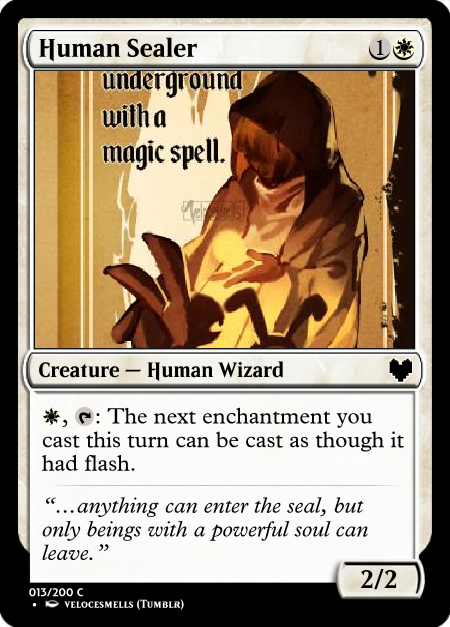 Human Sealer
1
underground
with a
magic spell.
Velocesmells
Creature — Human Wizard
, : The next enchantment you
cast this turn can be cast as though it
had flash.
“…anything can enter the seal, but
only beings with a powerful soul can
leave.”
2/2
013/200 C
• VELOCESMELLS (TUMBLR)